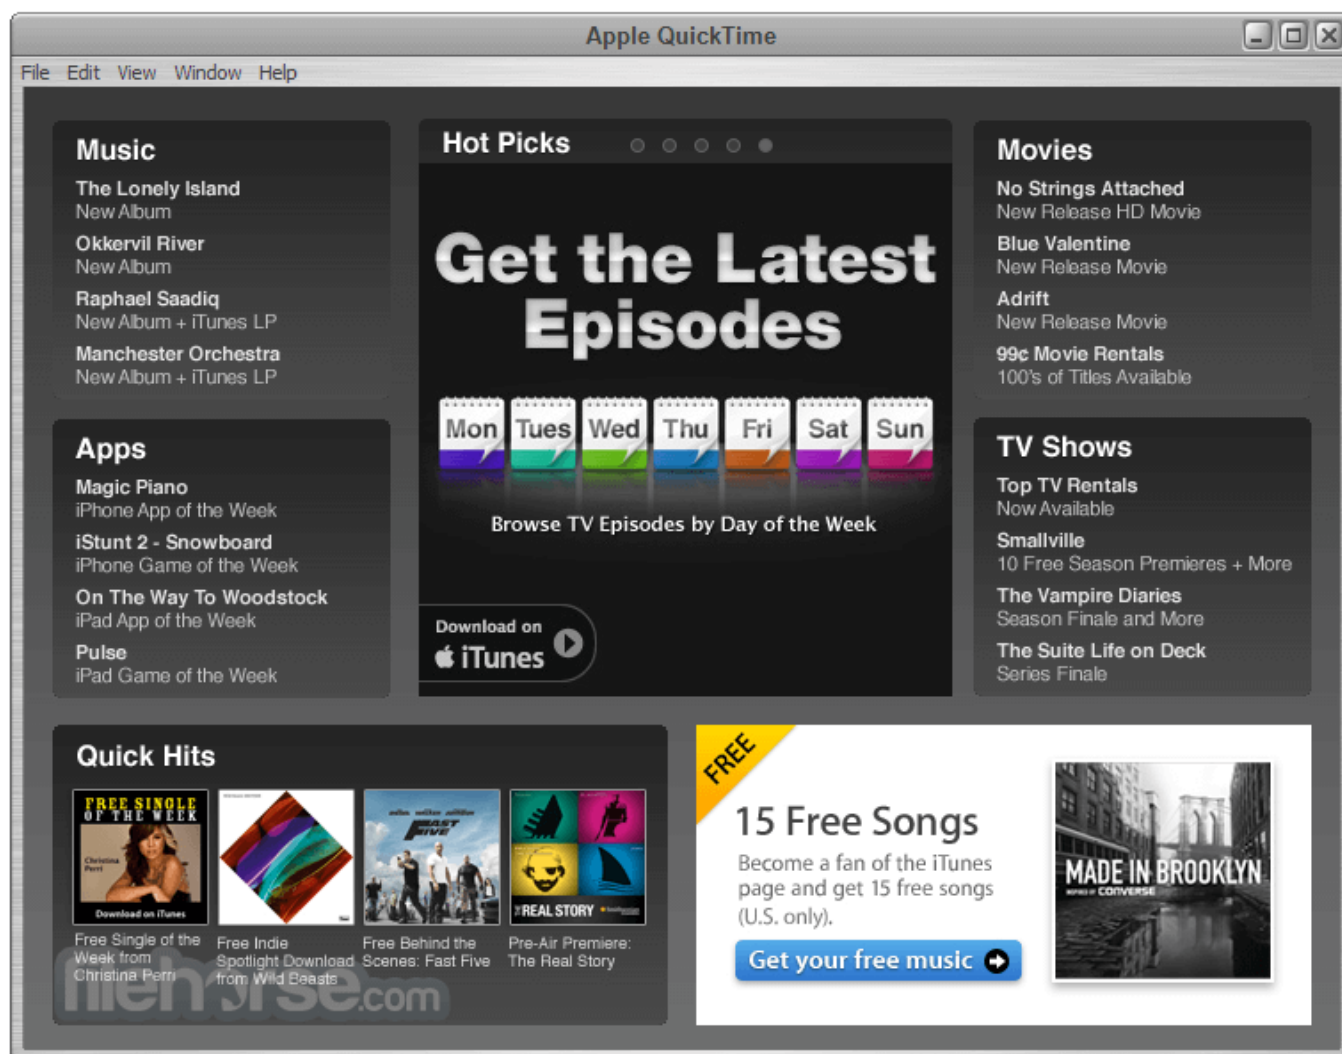 Apple QuickTime
File Edit View Window Help
Music
The Lonely Island
New Album
Okkervil River
New Album
Raphael Saadiq
New Album + iTunes LP
Manchester Orchestra
New Album + iTunes LP
Apps
Magic Piano
iPhone App of the Week
iStunt 2 - Snowboard
iPhone Game of the Week
On The Way To Woodstock
iPad App of the Week
Pulse
iPad Game of the Week
Hot Picks
Get the Latest
Episodes
Mon Tues Wed Thu Fri Sat Sun
Browse TV Episodes by Day of the Week
Download on
iTunes
Movies
No Strings Attached
New Release HD Movie
Blue Valentine
New Release Movie
Adrift
New Release Movie
99¢ Movie Rentals
100's of Titles Available
TV Shows
Top TV Rentals
Now Available
Smallville
10 Free Season Premieres + More
The Vampire Diaries
Season Finale and More
The Suite Life on Deck
Series Finale
Quick Hits
FREE SINGLE
OF THE WEEK
Christina
Perri
Download on iTunes
Free Single of the
Week from
Christina Perri
Free Indie
Spotlight Download
from Wild Beasts
FAST
FIVE
Free Behind the
Scenes: Fast Five
REAL STORY
Pre-Air Premiere:
The Real Story
filehorse.com
FREE
15 Free Songs
Become a fan of the iTunes
page and get 15 free songs
(U.S. only).
Get your free music
MADE IN BROOKLYN
INSPIRED BY CONVERSE